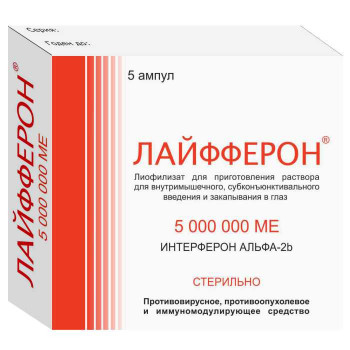 5 ампул
ЛАЙФФЕРОН®
Лиофилизат для приготовления раствора
для внутримышечного, субконъюнктивального
введения и закапывания в глаз
5 000 000 МЕ
ИНТЕРФЕРОН АЛЬФА-2b
СТЕРИЛЬНО
Противовирусное, противоопухолевое
и иммуномодулирующее средство
ЛАЙФФЕРОН®
5 000 000 МЕ